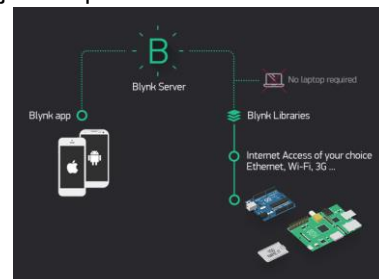 B
Blynk Server
No laptop required
Blynk app
Blynk Libraries
Internet Access of your choice
Ethernet, Wi-Fi, 3G ...